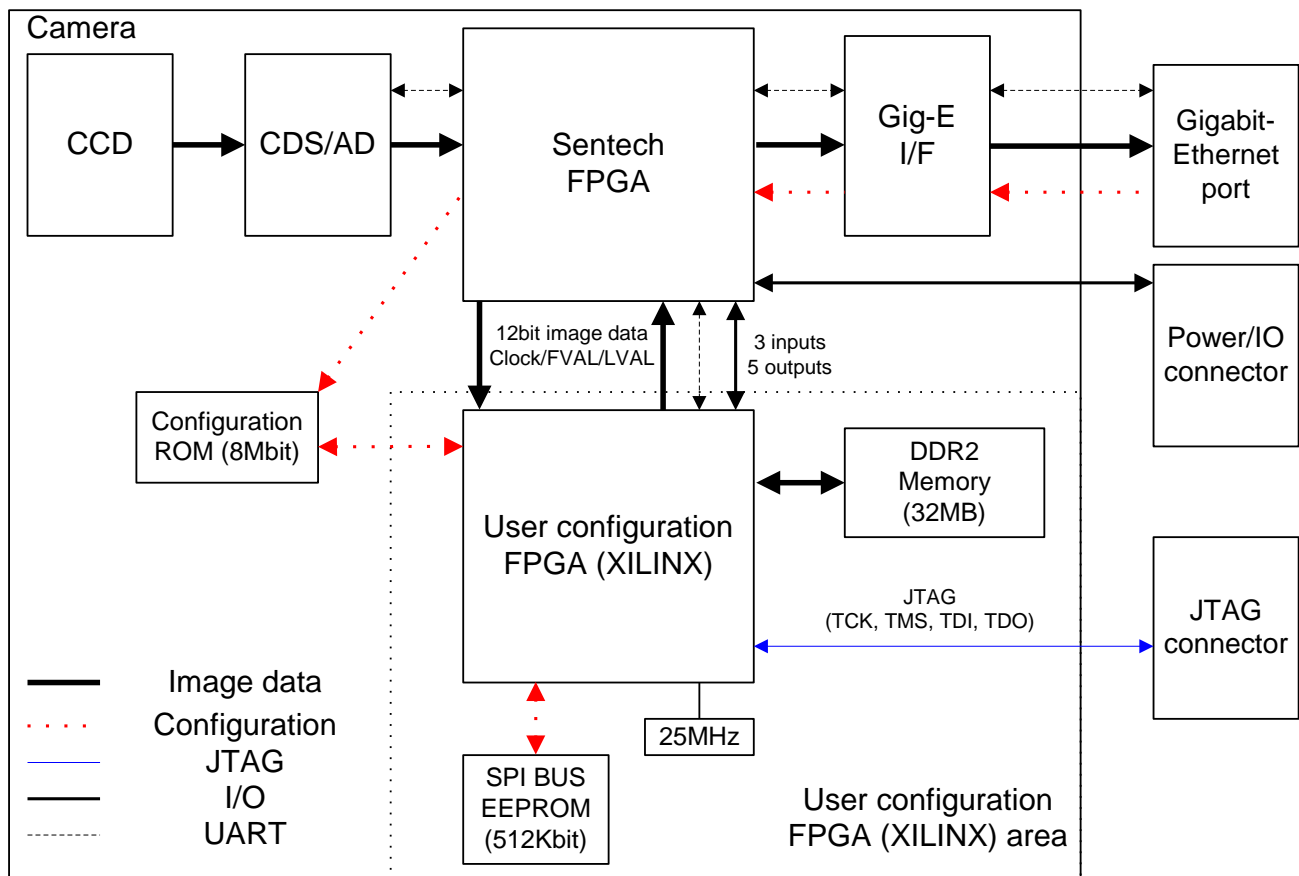 Camera
CCD
CDS/AD
Sentech
FPGA
Gig-E
I/F
Gigabit-
Ethernet
port
12bit image data
Clock/FVAL/LVAL
3 inputs
5 outputs
Power/IO
connector
Configuration
ROM (8Mbit)
User configuration
FPGA (XILINX)
DDR2
Memory
(32MB)
JTAG
(TCK, TMS, TDI, TDO)
JTAG
connector
25MHz
SPI BUS
EEPROM
(512Kbit)
User configuration
FPGA (XILINX) area
Image data
Configuration
JTAG
I/O
UART